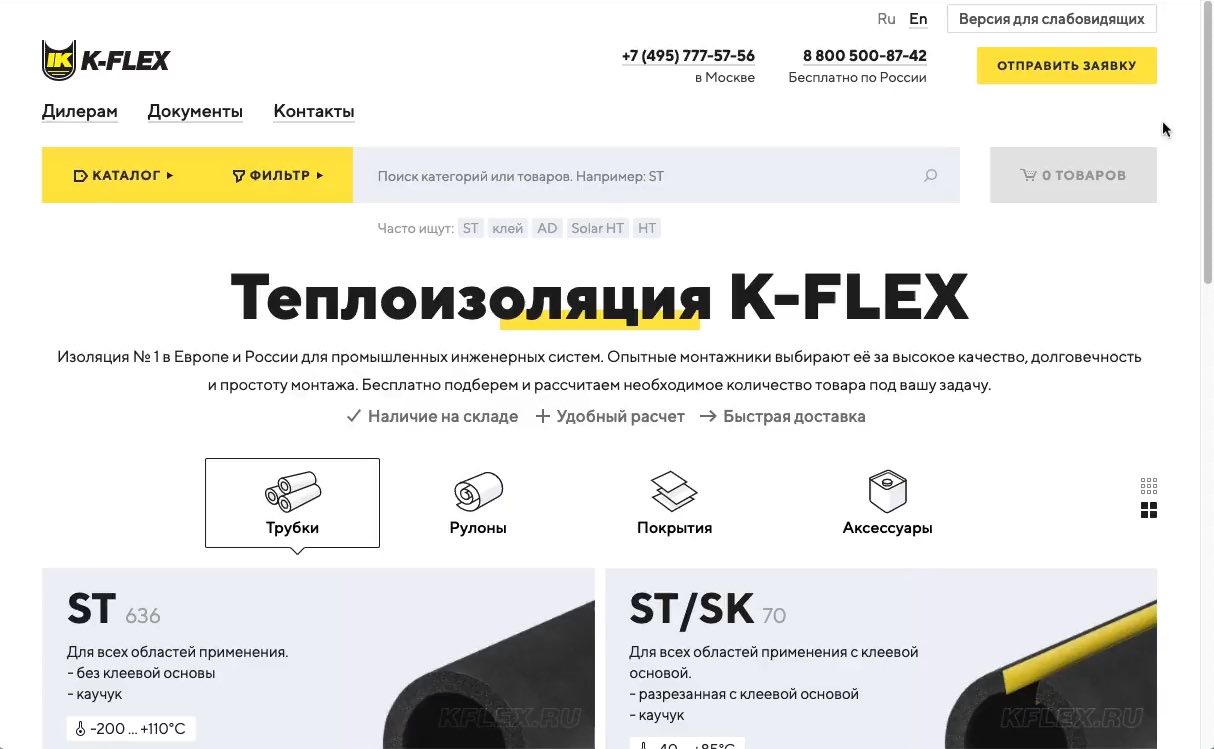 Ru En Версия для слабовидящих
K-FLEX
+7 (495) 777-57-56 8 800 500-87-42 ОТПРАВИТЬ ЗАЯВКУ
в Москве Бесплатно по России
Дилерам Документы Контакты
КАТАЛОГ ФИЛЬТР Поиск категорий или товаров. Например: ST 0 ТОВАРОВ
Часто ищут: ST клей AD Solar HT HT
Теплоизоляция K-FLEX
Изоляция № 1 в Европе и России для промышленных инженерных систем. Опытные монтажники выбирают её за высокое качество, долговечность
и простоту монтажа. Бесплатно подберем и рассчитаем необходимое количество товара под вашу задачу.
Наличие на складе Удобный расчет Быстрая доставка
Трубки Рулоны Покрытия Аксессуары
ST 636
Для всех областей применения.
- без клеевой основы
- каучук
-200 ... +110°C
KFLEX.RU
ST/SK 70
Для всех областей применения с клеевой
основой.
- разрезанная с клеевой основой
- каучук
KFLEX.RU
-40 ... +85°C